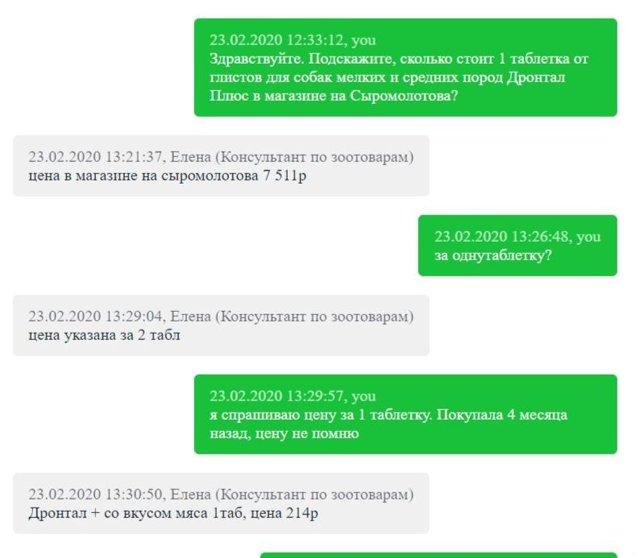 23.02.2020 12:33:12, you
Здравствуйте. Подскажите, сколько стоит 1 таблетка от
глистов для собак мелких и средних пород Дронтал
Плюс в магазине на Сыромолотова?
23.02.2020 13:21:37, Елена (Консультант по зоотоварам)
цена в магазине на сыромолотова 7 511р
23.02.2020 13:26:48, you
за однутаблетку?
23.02.2020 13:29:04, Елена (Консультант по зоотоварам)
цена указана за 2 табл
23.02.2020 13:29:57, you
я спрашиваю цену за 1 таблетку. Покупала 4 месяца
назад, цену не помню
23.02.2020 13:30:50, Елена (Консультант по зоотоварам)
Дронтал + со вкусом мяса 1таб, цена 214р